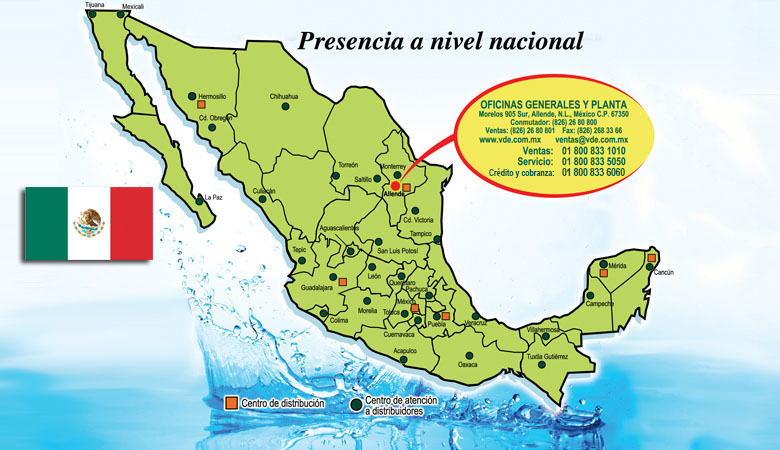 Presencia a nivel nacional
Tijuana
Mexicali
Hermosillo
Cd. Obregón
Chihuahua
OFICINAS GENERALES Y PLANTA
Morelos 905 Sur, Allende, N.L., México C.P. 67350
Conmutador: (826) 26 80 800
Ventas: (826) 26 80 801 Fax: (826) 268 33 66
www.vde.com.mx ventas@vde.com.mx
Ventas: 01 800 833 1010
Servicio: 01 800 833 5050
Crédito y cobranza: 01 800 833 6060
Torreón
Monterrey
Saltillo
Allende
La Paz
Culiacán
Cd. Victoria
Aguascalientes
Tampico
Tepic
San Luis Potosí
León
Querétaro
Guadalajara
Pachuca
México
Morelia
Toluca
Colima
Puebla
Veracruz
Cuernavaca
Mérida
Cancún
Campeche
Villahermosa
Acapulco
Oaxaca
Tuxtla Gutiérrez
Centro de distribución
Centro de atención
a distribuidores